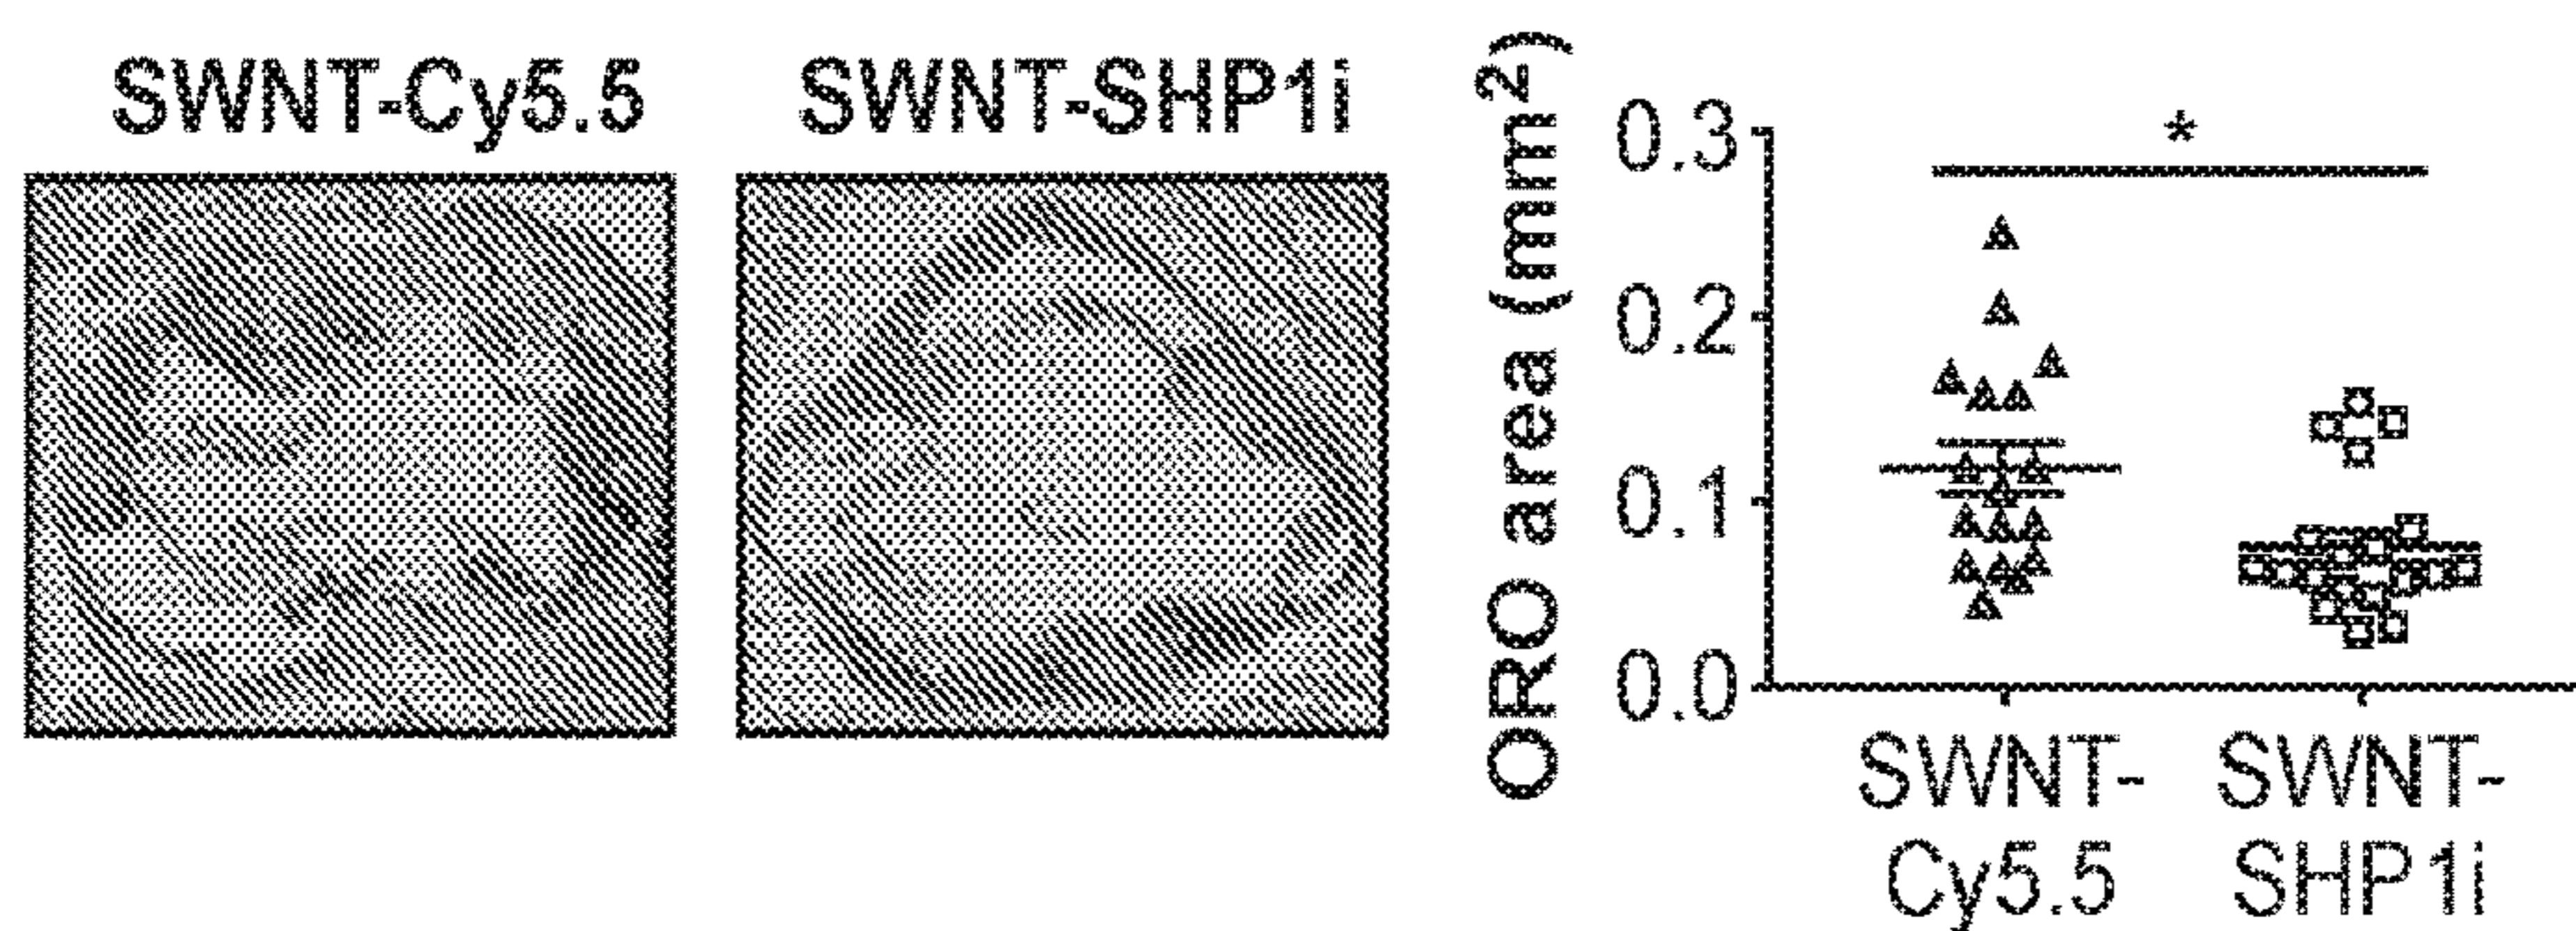 SWNT-Cy5.5
SWNT-SHP1i
ORO area (mm²)
0.3
0.2
0.1
0.0
*
SWNT-
Cy5.5
SWNT-
SHP1i